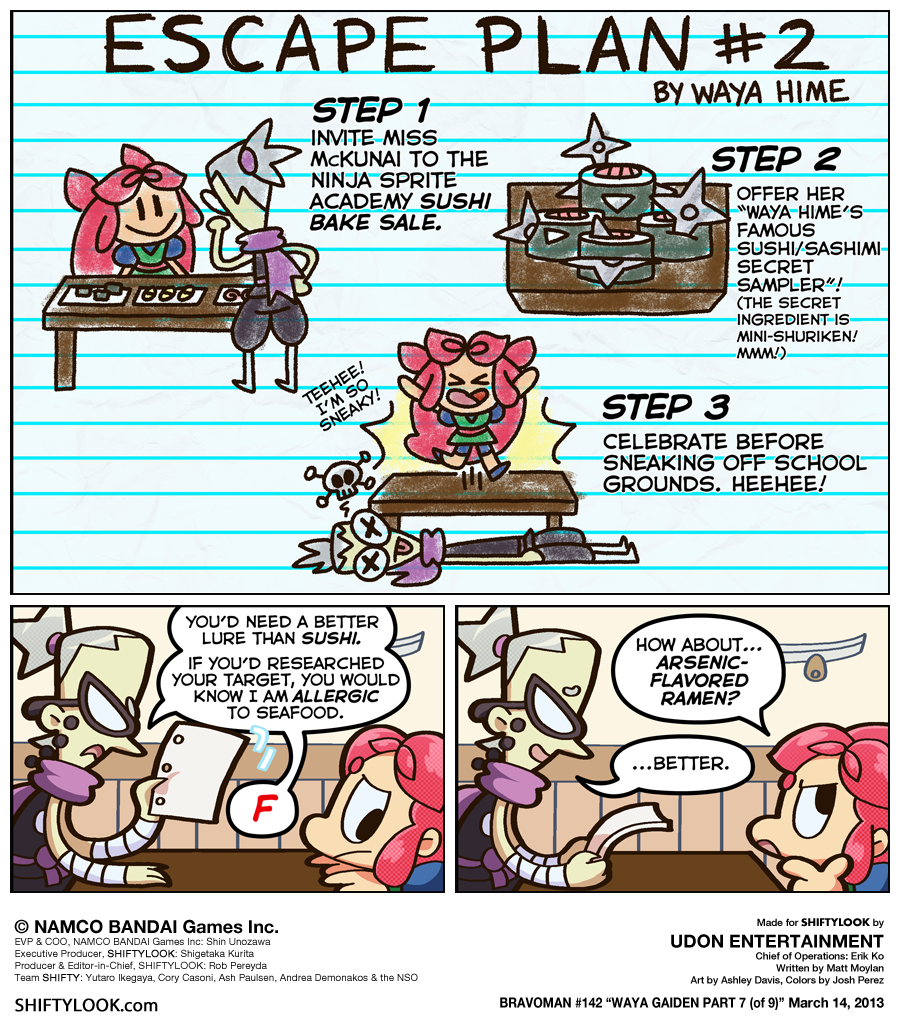 ESCAPE PLAN #2
BY WAYA HIME
STEP 1
INVITE MISS
McKUNAI TO THE
NINJA SPRITE
ACADEMY SUSHI
BAKE SALE.
STEP 2
OFFER HER
"WAYA HIME'S
FAMOUS
SUSHI/SASHIMI
SECRET
SAMPLER"!
(THE SECRET
INGREDIENT IS
MINI-SHURIKEN!
MMM!)
TEEHEE!
I'M SO
SNEAKY!
STEP 3
CELEBRATE BEFORE
SNEAKING OFF SCHOOL
GROUNDS. HEEHEE!
YOU'D NEED A BETTER
LURE THAN SUSHI.
IF YOU'D RESEARCHED
YOUR TARGET, YOU WOULD
KNOW I AM ALLERGIC
TO SEAFOOD.
F
HOW ABOUT...
ARSENIC-
FLAVORED
RAMEN?
...BETTER.
© NAMCO BANDAI Games Inc.
EVP & COO, NAMCO BANDAI Games Inc: Shin Unozawa
Executive Producer, SHIFTYLOOK: Shigetaka Kurita
Producer & Editor-in-Chief, SHIFTYLOOK: Rob Pereyda
Team SHIFTY: Yutaro Ikegaya, Cory Casoni, Ash Paulsen, Andrea Demonakos & the NSO
SHIFTYLOOK.com
Made for SHIFTYLOOK by
UDON ENTERTAINMENT
Chief of Operations: Erik Ko
Written by Matt Moylan
Art by Ashley Davis, Colors by Josh Perez
BRAVOMAN #142 "WAYA GAIDEN PART 7 (of 9)" March 14, 2013